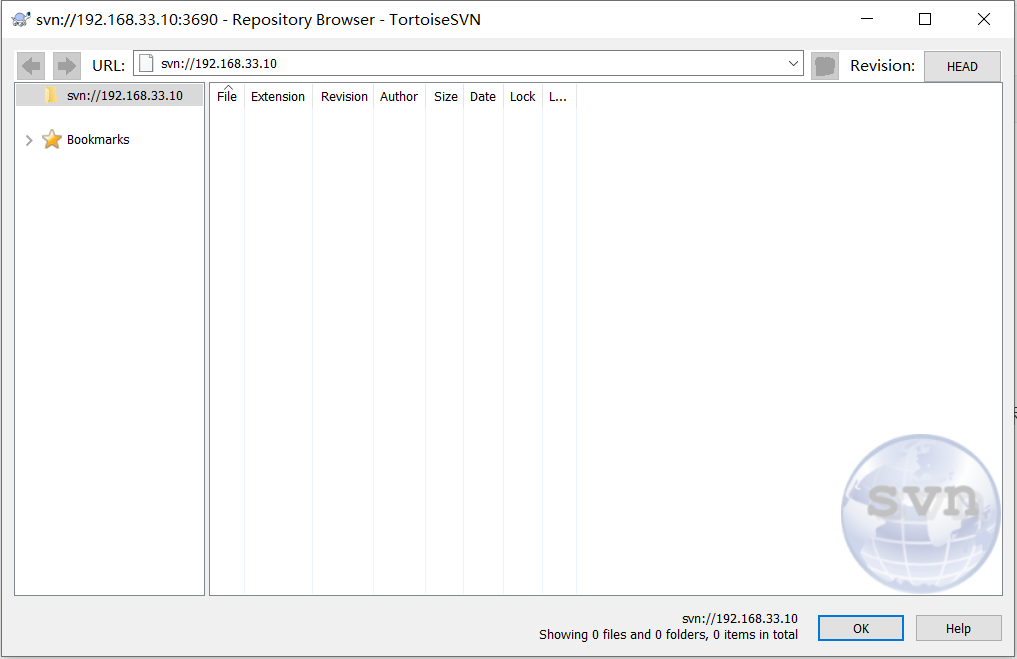 svn://192.168.33.10:3690 - Repository Browser - TortoiseSVN
URL: svn://192.168.33.10 Revision: HEAD
svn://192.168.33.10
File Extension Revision Author Size Date Lock L...
Bookmarks
svn
svn://192.168.33.10
Showing 0 files and 0 folders, 0 items in total
OK Help